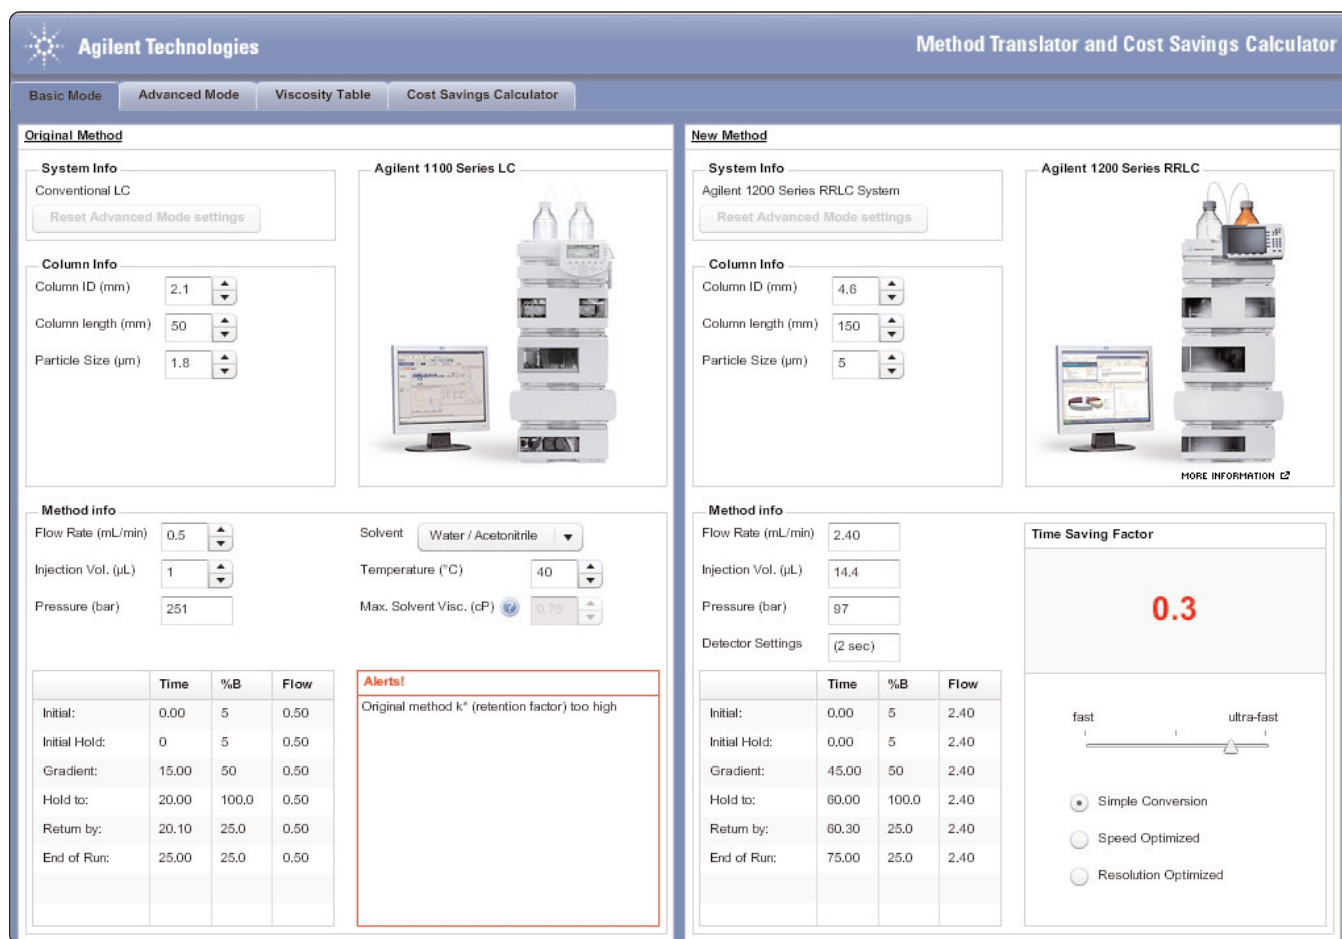 Agilent Technologies
Method Translator and Cost Savings Calculator
Basic Mode Advanced Mode Viscosity Table Cost Savings Calculator
Original Method
System Info
Conventional LC
Reset Advanced Mode settings
Agilent 1100 Series LC
Column Info
Column ID (mm) 2.1
Column length (mm) 50
Particle Size (µm) 1.8
Method info
Flow Rate (mL/min) 0.5
Injection Vol. (µL) 1
Pressure (bar) 251
Solvent Water / Acetonitrile
Temperature (°C) 40
Max. Solvent Visc. (cP) ? 0.75
Time %B Flow
Initial: 0.00 5 0.50
Initial Hold: 0 5 0.50
Gradient: 15.00 50 0.50
Hold to: 20.00 100.0 0.50
Return by: 20.10 25.0 0.50
End of Run: 25.00 25.0 0.50
Alerts!
Original method k* (retention factor) too high
New Method
System Info
Agilent 1200 Series RRLC System
Reset Advanced Mode settings
Agilent 1200 Series RRLC
MORE INFORMATION
Column Info
Column ID (mm) 4.6
Column length (mm) 150
Particle Size (µm) 5
Method info
Flow Rate (mL/min) 2.40
Injection Vol. (µL) 14.4
Pressure (bar) 97
Detector Settings (2 sec)
Time %B Flow
Initial: 0.00 5 2.40
Initial Hold: 0.00 5 2.40
Gradient: 45.00 50 2.40
Hold to: 60.00 100.0 2.40
Return by: 60.30 25.0 2.40
End of Run: 75.00 25.0 2.40
Time Saving Factor
0.3
fast ultra-fast
Simple Conversion
Speed Optimized
Resolution Optimized